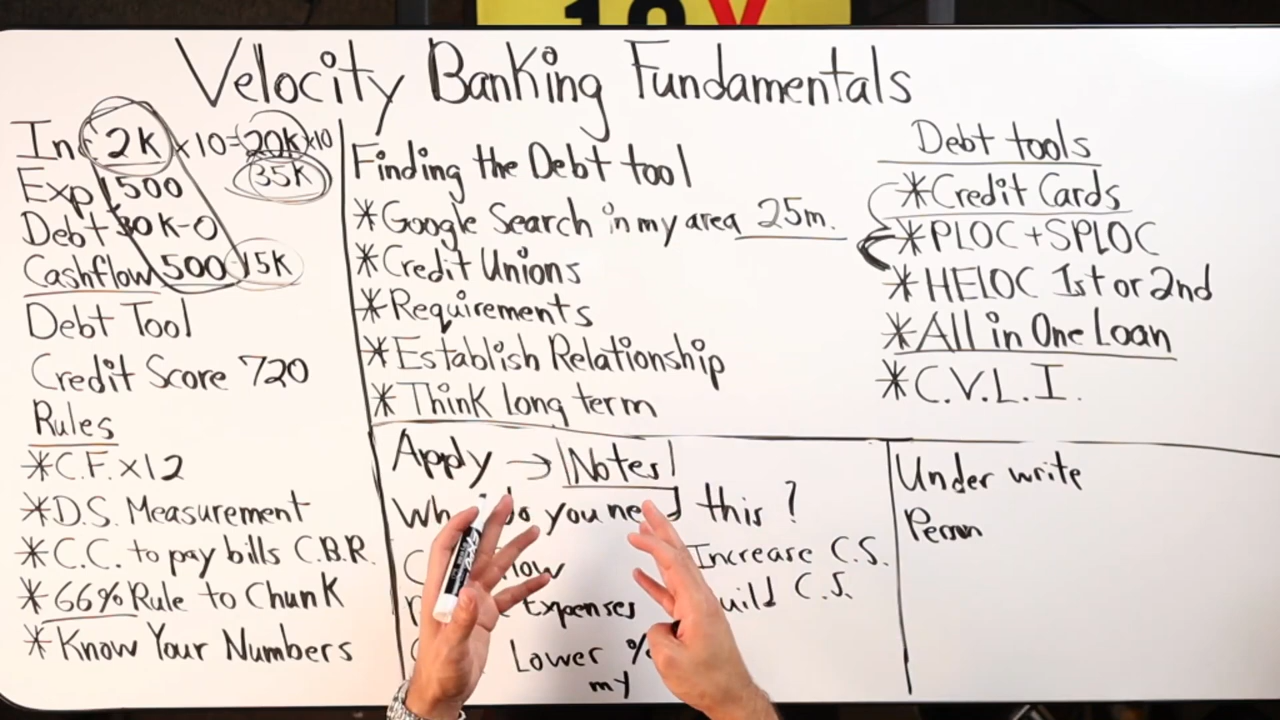 Velocity Banking Fundamentals
Inc 2K x10=20K x10
35K
Exp 1500
Debt 30K-0
Cashflow 500 15K
Debt Tool
Credit Score 720
Rules
*C.F.x12
*D.S. Measurement
*C.C. to pay bills C.B.R.
*66% Rule to Chunk
*Know Your Numbers
Finding the Debt tool
*Google Search in my area 25m.
*Credit Unions
*Requirements
*Establish Relationship
*Think long term
Debt tools
*Credit Cards
*PLOC+SPLOC
*HELOC 1st or 2nd
*All in One Loan
*C.V.L.I.
Apply → Notes
you need this?
Increase C.S.
Expenses C.S.
Lower %
my
Under write
Person